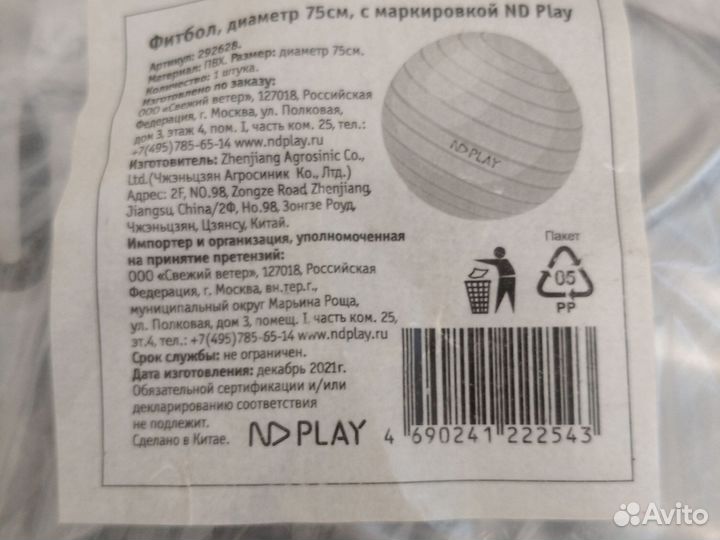 Фитбол, диаметр 75см, с маркировкой ND Play
Артикул: 292628.
Материал: ПВХ. Размер: диаметр 75см.
Количество: 1 штука.
Изготовлено по заказу:
ООО «Свежий ветер», 127018, Российская
Федерация, г. Москва, ул. Полковая,
дом 3, этаж 4, пом. I, часть ком. 25, тел.:
+7(495)785-65-14 www.ndplay.ru
Изготовитель: Zhenjiang Agrosinic Co.,
Ltd.(Чжэньцзян Агросиник Ко., Лтд.)
Адрес: 2F, NO.98, Zongze Road, Zhenjiang,
Jiangsu, China/2Ф, Но.98, Зонгзе Роуд,
Чжэньцзян, Цзянсу, Китай.
Импортер и организация, уполномоченная
на принятие претензий:
ООО «Свежий ветер», 127018, Российская
Федерация, г. Москва, вн.тер.г.,
муниципальный округ Марьина Роща,
ул. Полковая, дом 3, помещ. I, часть ком. 25,
эт.4, тел.: +7(495)785-65-14 www.ndplay.ru
Срок службы: не ограничен.
Дата изготовления: декабрь 2021г.
Обязательной сертификации и/или
декларированию соответствия
не подлежит.
Сделано в Китае.
ND PLAY
ND PLAY
Пакет
05
PP
4 690241 222543
Avito